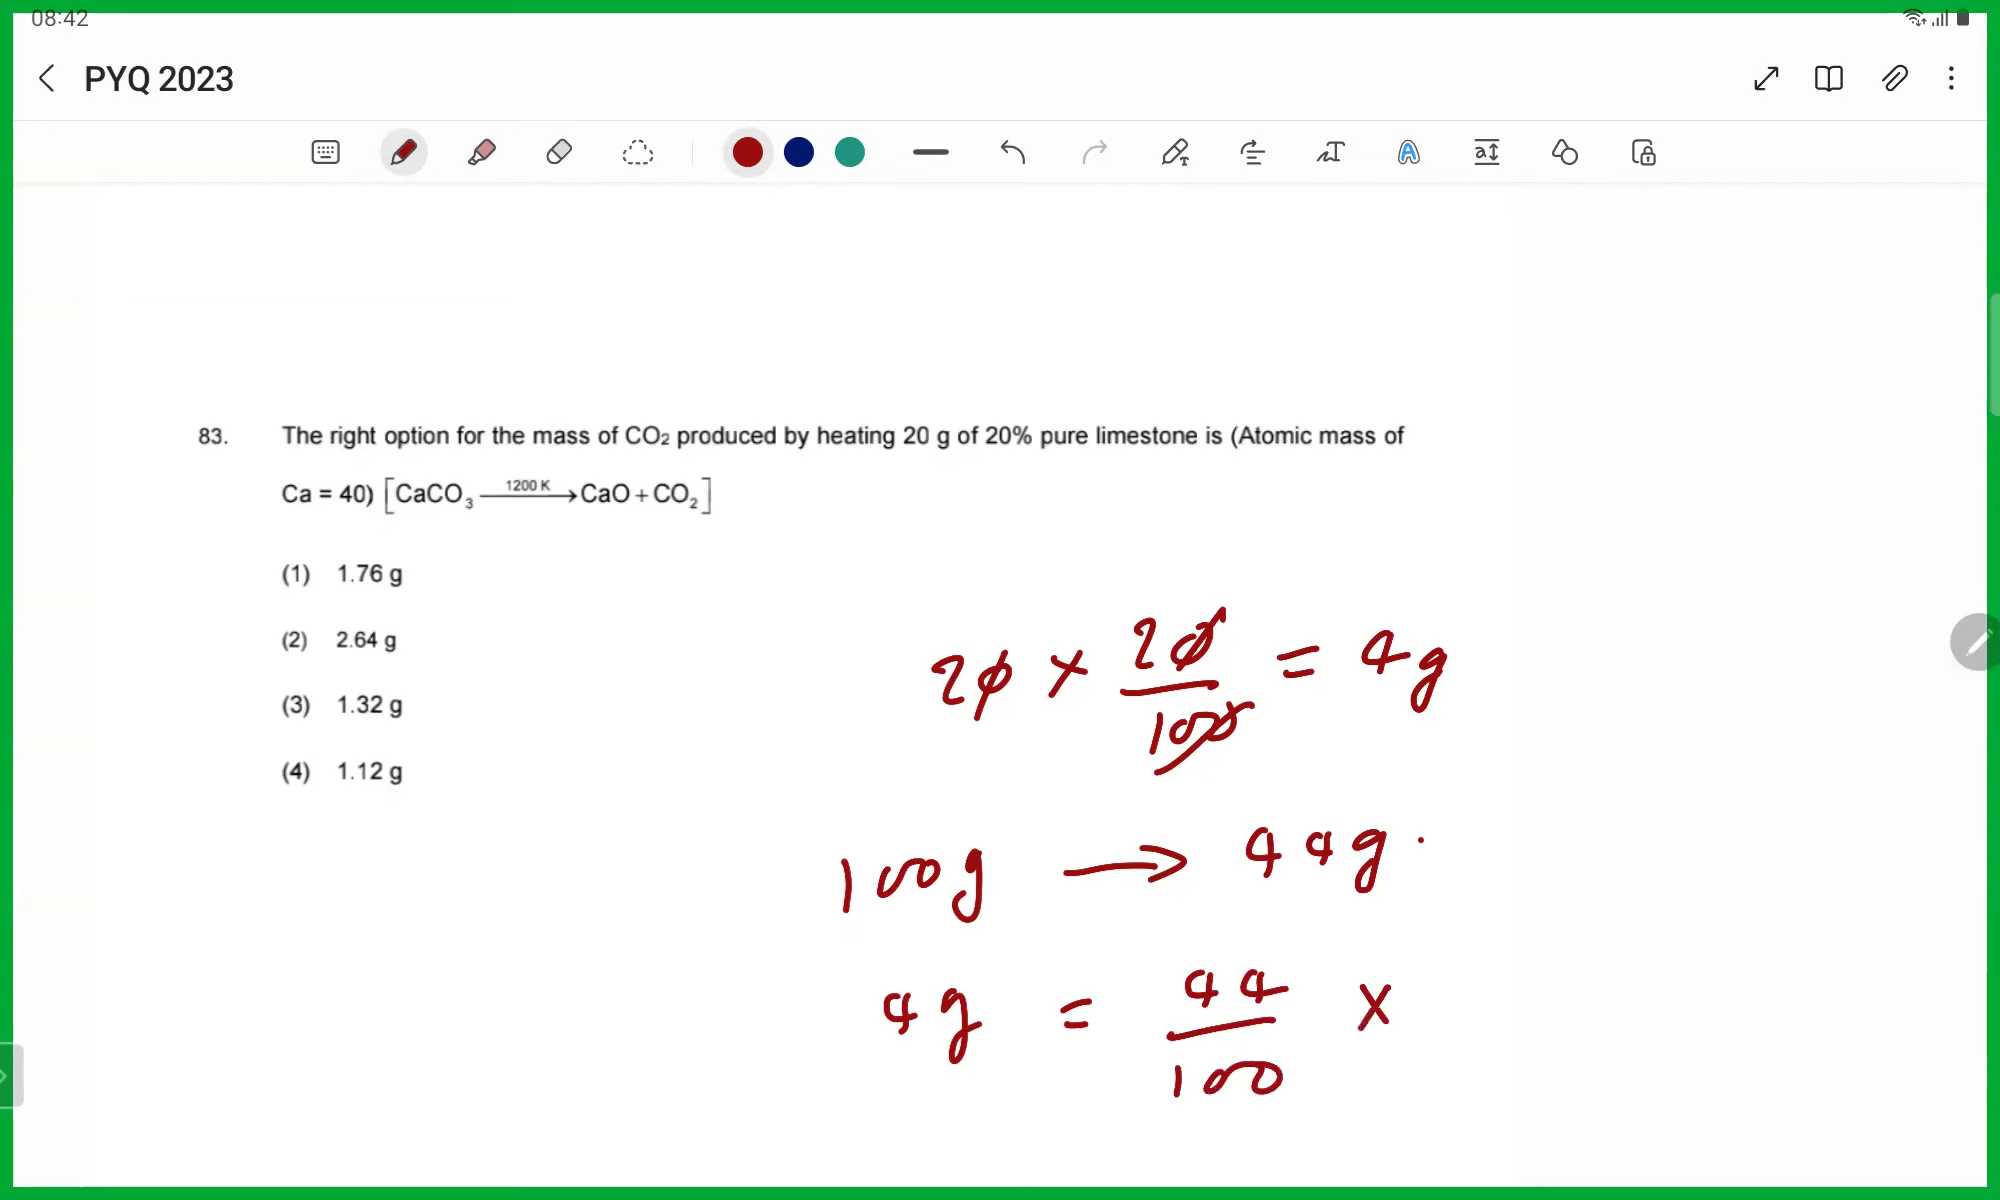 08:42
PYQ 2023
83. The right option for the mass of CO₂ produced by heating 20 g of 20% pure limestone is (Atomic mass of
Ca = 40) [CaCO₃ —1200 K→ CaO + CO₂]
(1) 1.76 g
(2) 2.64 g
(3) 1.32 g
(4) 1.12 g
20 × 20/100 = 4g
100g → 44g.
4g = 44/100 ×